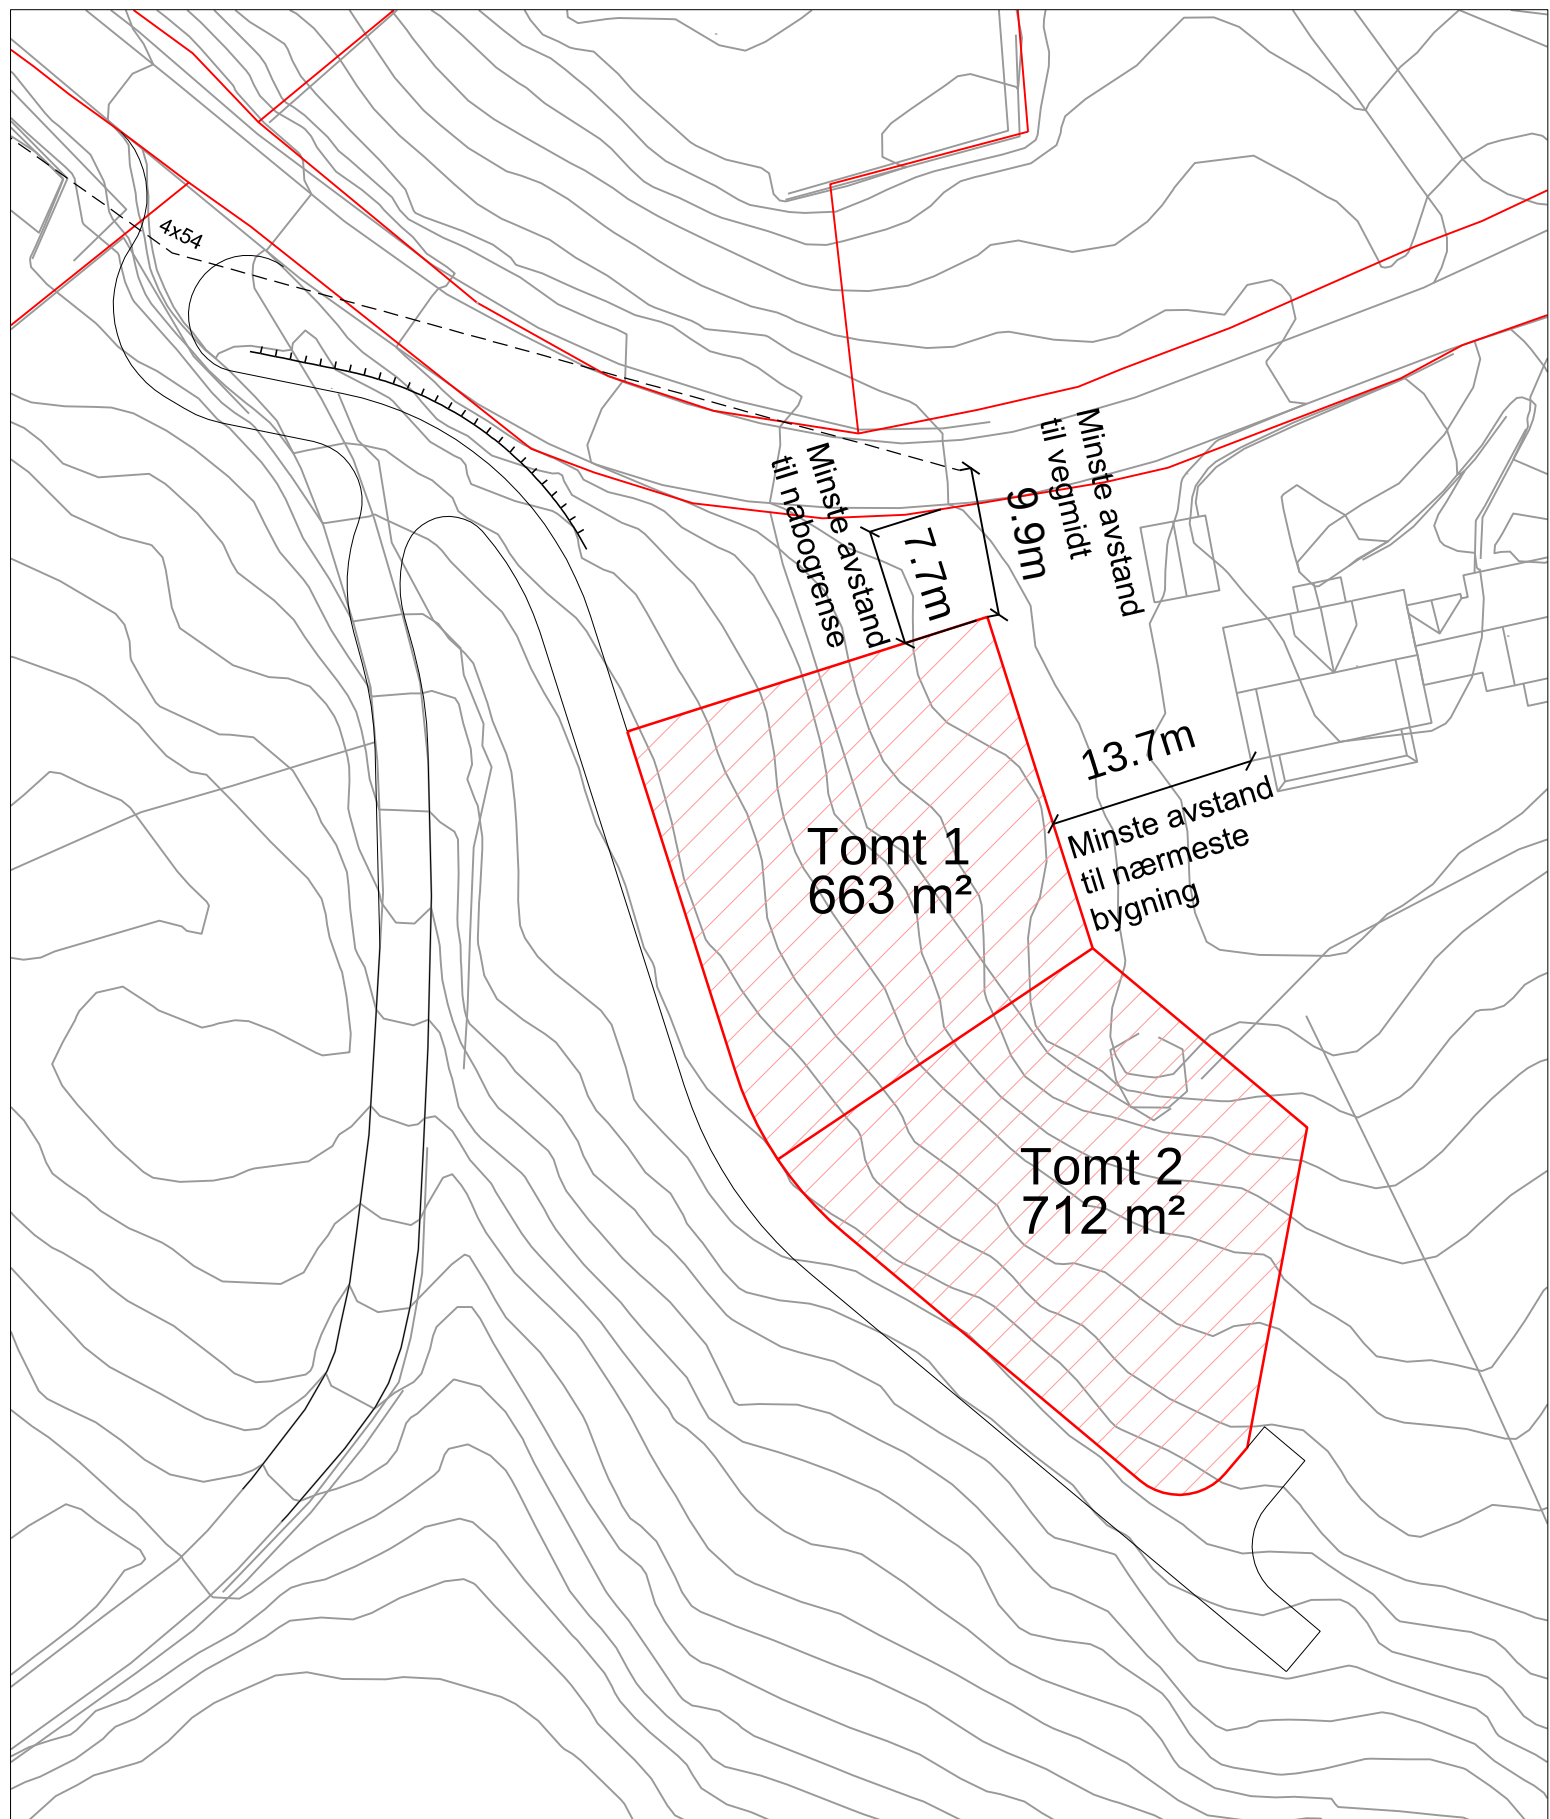 4x54
Minste avstand
til nabogrense
7.7m
Minste avstand
til vegmidt
9.9m
13.7m
Minste avstand
til nærmeste
bygning
Tomt 1
663 m²
Tomt 2
712 m²